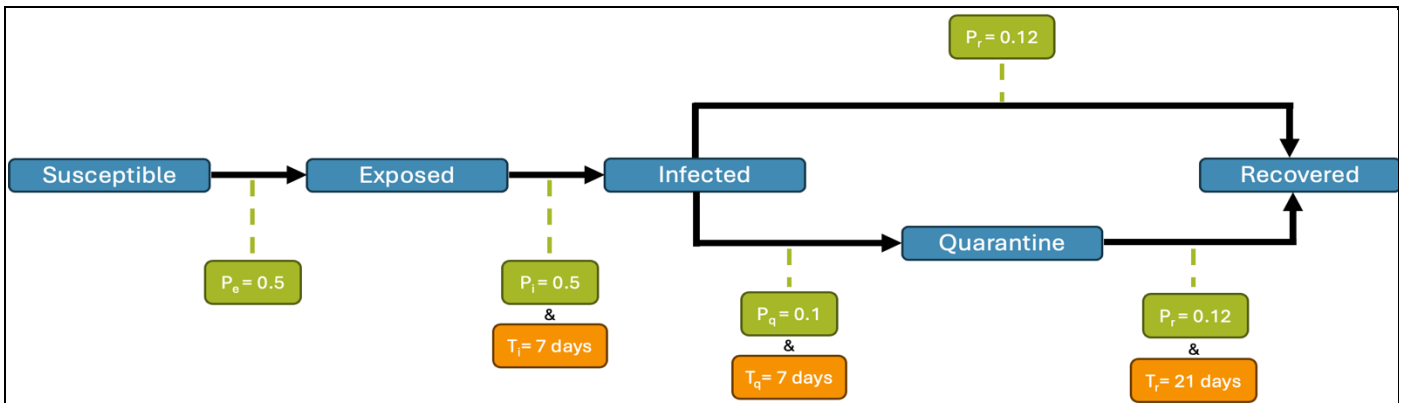 P_r = 0.12
Susceptible
Exposed
Infected
Recovered
Quarantine
P_e = 0.5
P_i = 0.5
&
T_i= 7 days
P_q = 0.1
&
T_q= 7 days
P_r = 0.12
&
T_r= 21 days